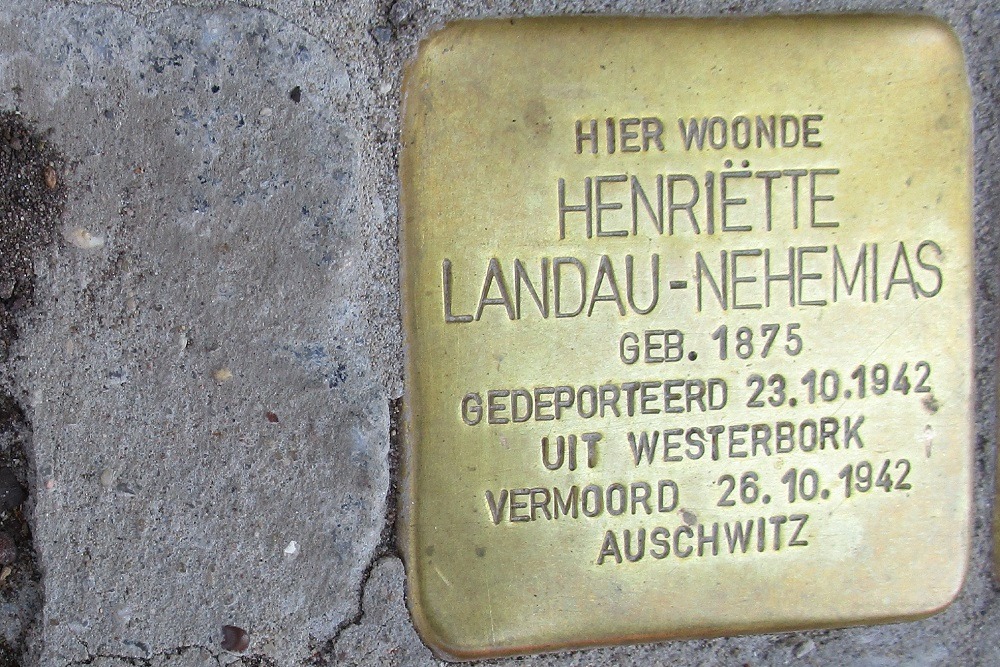 HIER WOONDE
HENRIËTTE
LANDAU-NEHEMIAS
GEB. 1875
GEDEPORTEERD 23.10.1942
UIT WESTERBORK
VERMOORD 26.10.1942
AUSCHWITZ